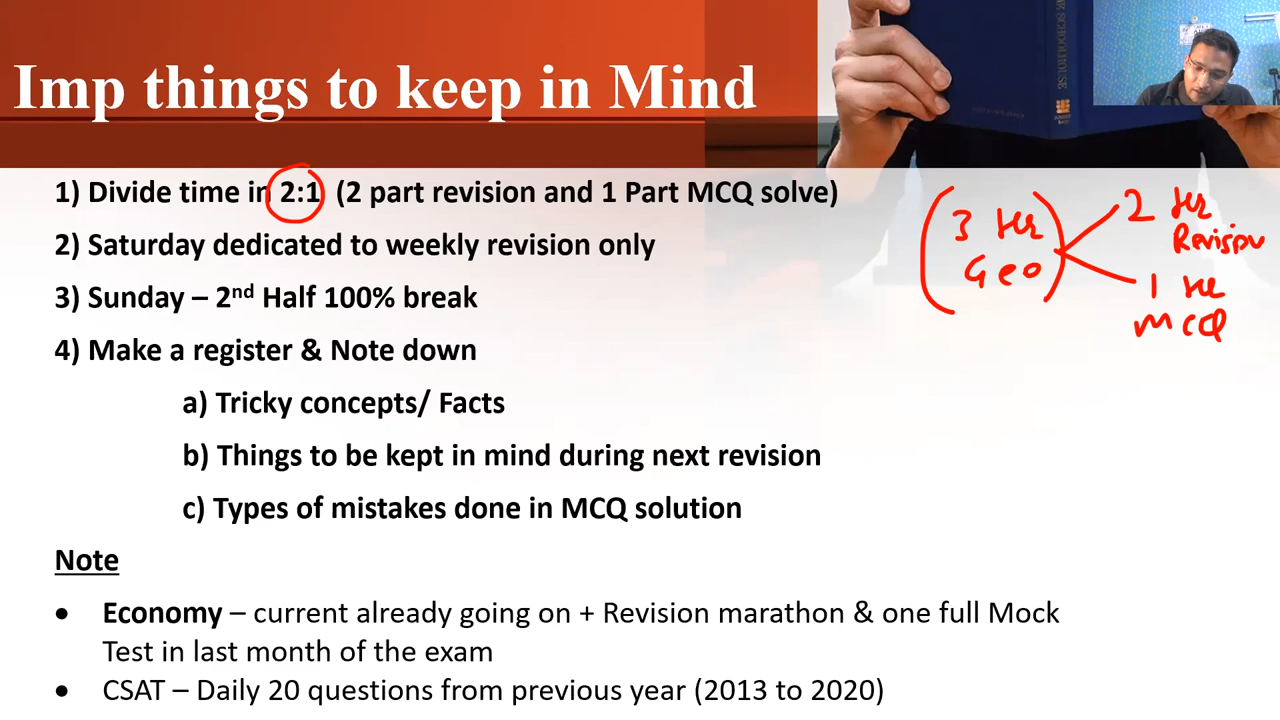 Imp things to keep in Mind
1) Divide time in 2:1 (2 part revision and 1 Part MCQ solve)
2) Saturday dedicated to weekly revision only
3) Sunday – 2nd Half 100% break
4) Make a register & Note down
a) Tricky concepts/ Facts
b) Things to be kept in mind during next revision
c) Types of mistakes done in MCQ solution
Note
• Economy – current already going on + Revision marathon & one full Mock
Test in last month of the exam
• CSAT – Daily 20 questions from previous year (2013 to 2020)
3 Hr
Geo
2 Hr
Revision
1 Hr
MCQ